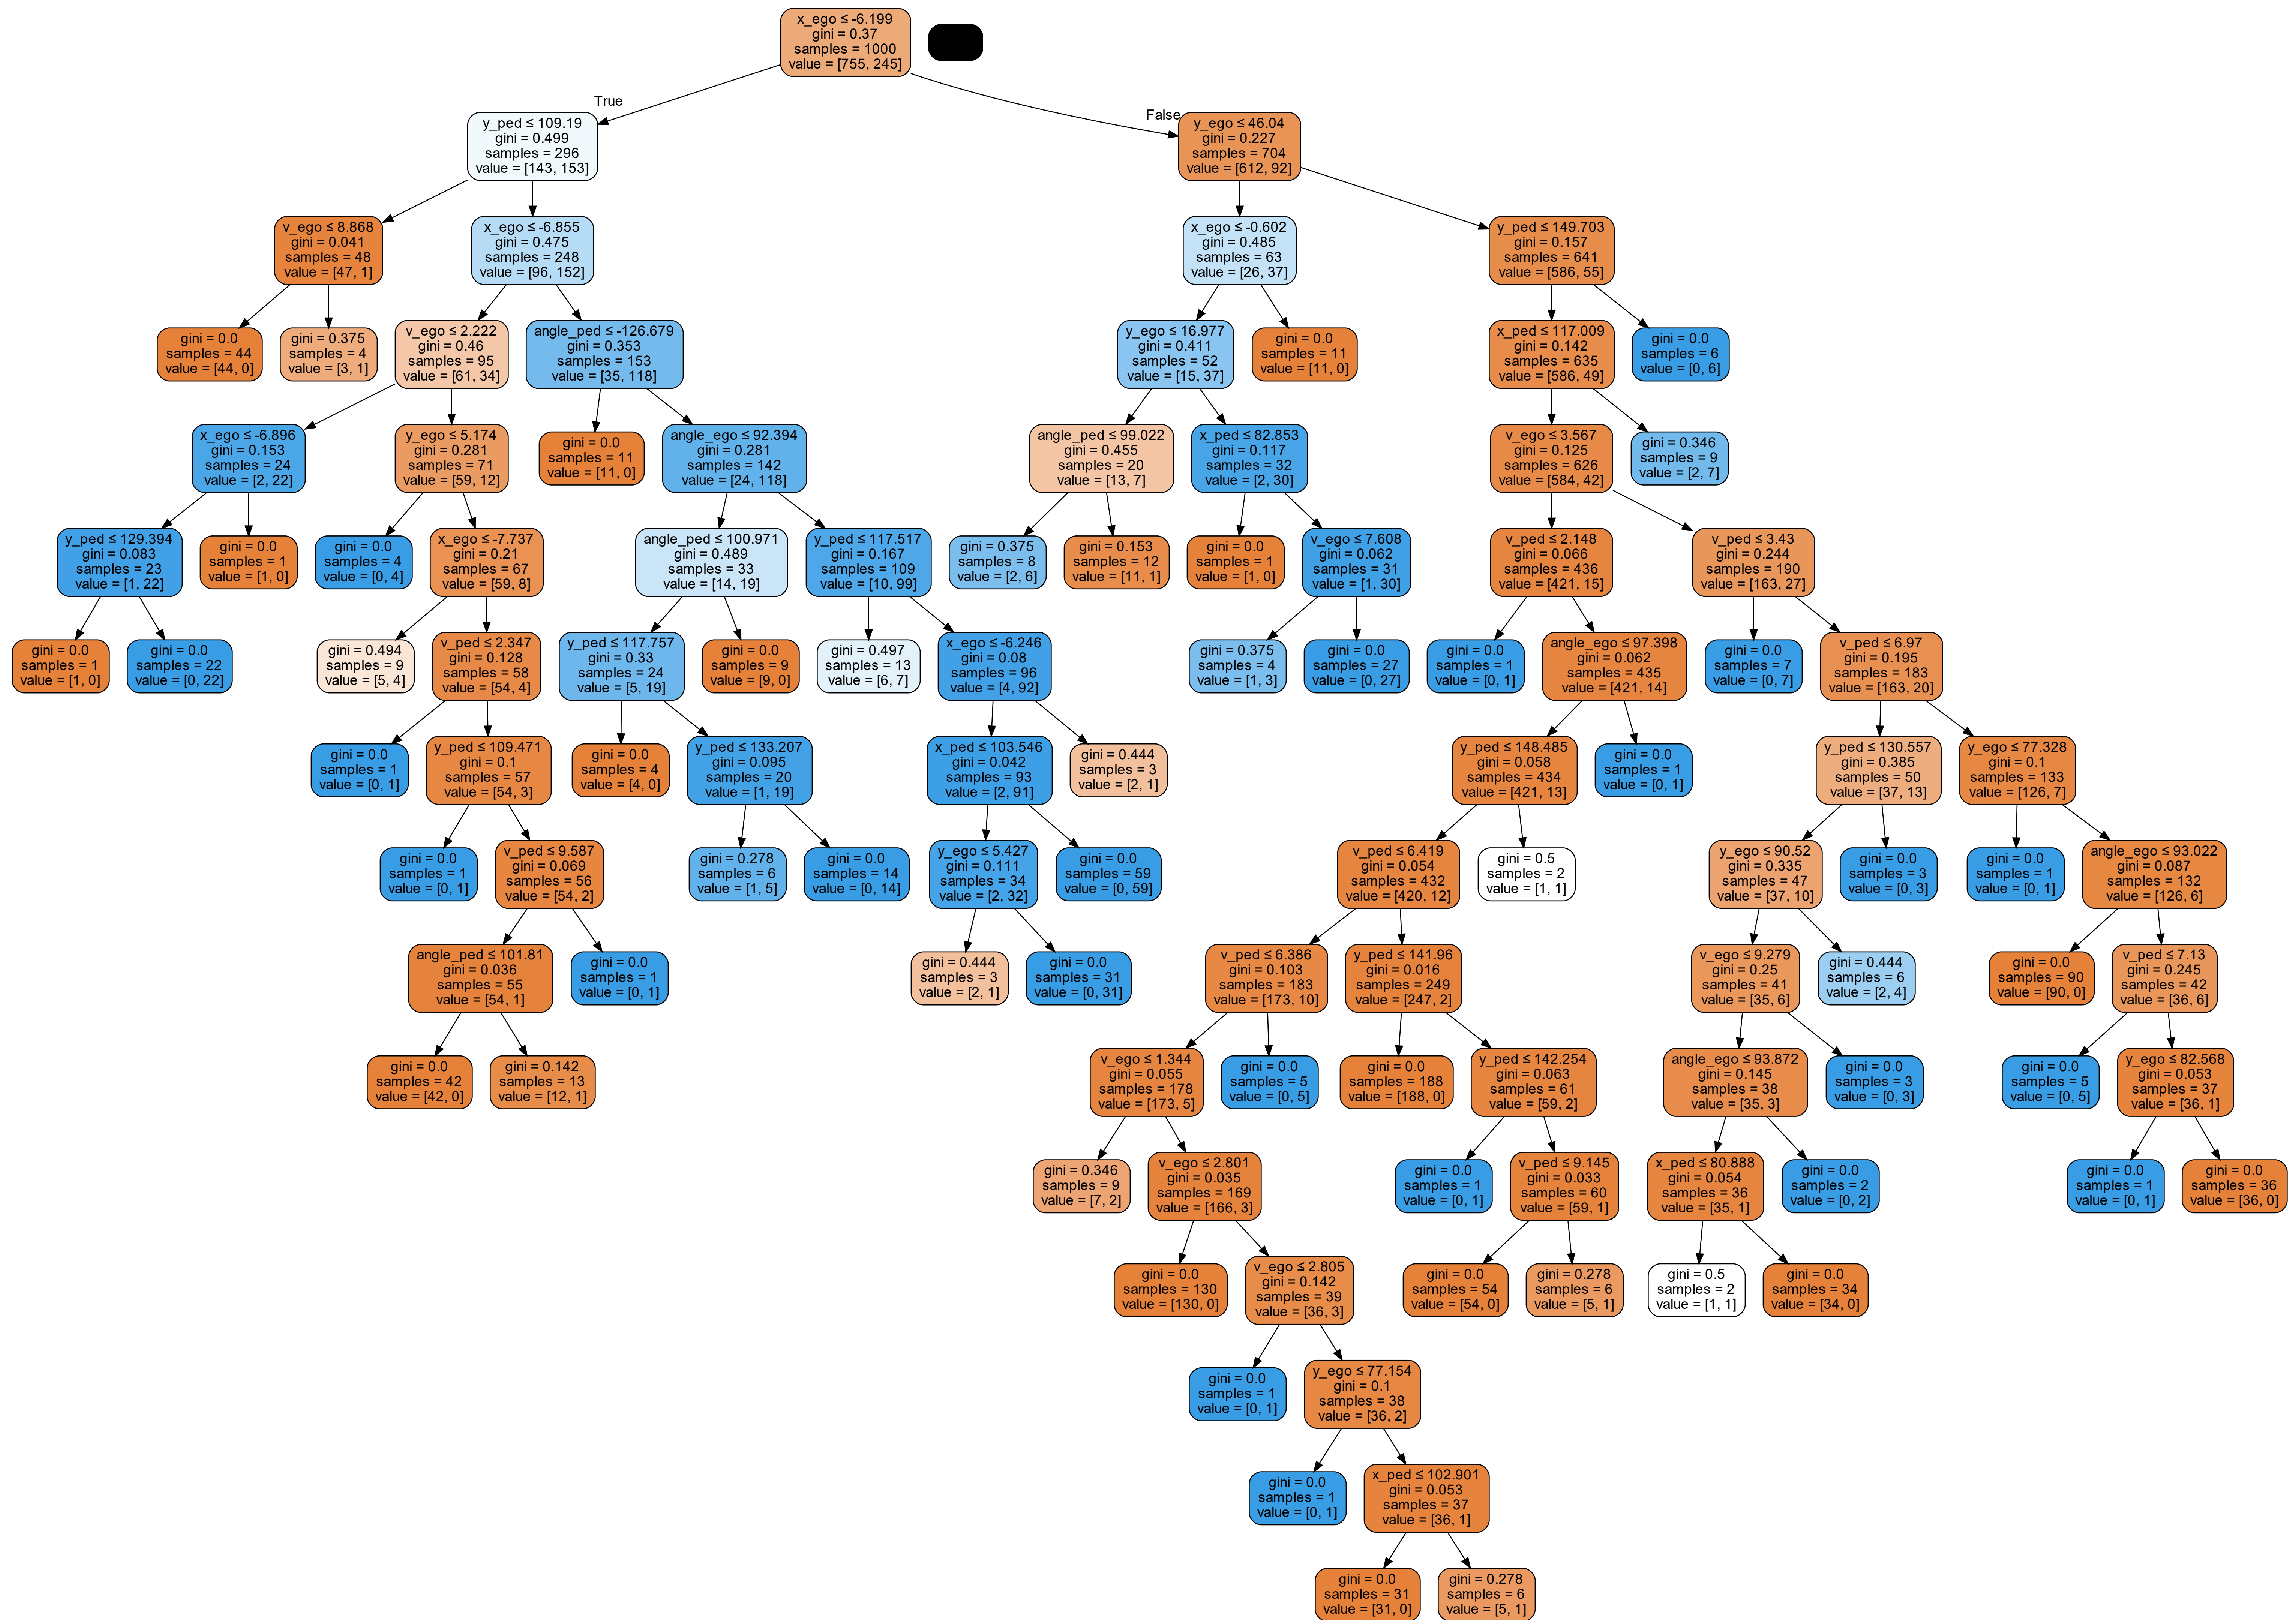 x_ego ≤ -6.199
gini = 0.37
samples = 1000
value = [755, 245]
True
False
y_ped ≤ 109.19
gini = 0.499
samples = 296
value = [143, 153]
y_ego ≤ 46.04
gini = 0.227
samples = 704
value = [612, 92]
v_ego ≤ 8.868
gini = 0.041
samples = 48
value = [47, 1]
x_ego ≤ -6.855
gini = 0.475
samples = 248
value = [96, 152]
x_ego ≤ -0.602
gini = 0.485
samples = 63
value = [26, 37]
y_ped ≤ 149.703
gini = 0.157
samples = 641
value = [586, 55]
gini = 0.0
samples = 44
value = [44, 0]
gini = 0.375
samples = 4
value = [3, 1]
v_ego ≤ 2.222
gini = 0.46
samples = 95
value = [61, 34]
angle_ped ≤ -126.679
gini = 0.353
samples = 153
value = [35, 118]
y_ego ≤ 16.977
gini = 0.411
samples = 52
value = [15, 37]
gini = 0.0
samples = 11
value = [11, 0]
x_ped ≤ 117.009
gini = 0.142
samples = 635
value = [586, 49]
gini = 0.0
samples = 6
value = [0, 6]
x_ego ≤ -6.896
gini = 0.153
samples = 24
value = [2, 22]
y_ego ≤ 5.174
gini = 0.281
samples = 71
value = [59, 12]
gini = 0.0
samples = 11
value = [11, 0]
angle_ego ≤ 92.394
gini = 0.281
samples = 142
value = [24, 118]
angle_ped ≤ 99.022
gini = 0.455
samples = 20
value = [13, 7]
x_ped ≤ 82.853
gini = 0.117
samples = 32
value = [2, 30]
v_ego ≤ 3.567
gini = 0.125
samples = 626
value = [584, 42]
gini = 0.346
samples = 9
value = [2, 7]
y_ped ≤ 129.394
gini = 0.083
samples = 23
value = [1, 22]
gini = 0.0
samples = 1
value = [1, 0]
gini = 0.0
samples = 4
value = [0, 4]
x_ego ≤ -7.737
gini = 0.21
samples = 67
value = [59, 8]
angle_ped ≤ 100.971
gini = 0.489
samples = 33
value = [14, 19]
y_ped ≤ 117.517
gini = 0.167
samples = 109
value = [10, 99]
gini = 0.375
samples = 8
value = [2, 6]
gini = 0.153
samples = 12
value = [11, 1]
gini = 0.0
samples = 1
value = [1, 0]
v_ego ≤ 7.608
gini = 0.062
samples = 31
value = [1, 30]
v_ped ≤ 2.148
gini = 0.066
samples = 436
value = [421, 15]
v_ped ≤ 3.43
gini = 0.244
samples = 190
value = [163, 27]
gini = 0.0
samples = 1
value = [1, 0]
gini = 0.0
samples = 22
value = [0, 22]
gini = 0.494
samples = 9
value = [5, 4]
v_ped ≤ 2.347
gini = 0.128
samples = 58
value = [54, 4]
y_ped ≤ 117.757
gini = 0.33
samples = 24
value = [5, 19]
gini = 0.0
samples = 9
value = [9, 0]
gini = 0.497
samples = 13
value = [6, 7]
x_ego ≤ -6.246
gini = 0.08
samples = 96
value = [4, 92]
gini = 0.375
samples = 4
value = [1, 3]
gini = 0.0
samples = 27
value = [0, 27]
gini = 0.0
samples = 1
value = [0, 1]
angle_ego ≤ 97.398
gini = 0.062
samples = 435
value = [421, 14]
gini = 0.0
samples = 7
value = [0, 7]
v_ped ≤ 6.97
gini = 0.195
samples = 183
value = [163, 20]
gini = 0.0
samples = 1
value = [0, 1]
y_ped ≤ 109.471
gini = 0.1
samples = 57
value = [54, 3]
gini = 0.0
samples = 4
value = [4, 0]
y_ped ≤ 133.207
gini = 0.095
samples = 20
value = [1, 19]
x_ped ≤ 103.546
gini = 0.042
samples = 93
value = [2, 91]
gini = 0.444
samples = 3
value = [2, 1]
y_ped ≤ 148.485
gini = 0.058
samples = 434
value = [421, 13]
gini = 0.0
samples = 1
value = [0, 1]
y_ped ≤ 130.557
gini = 0.385
samples = 50
value = [37, 13]
y_ego ≤ 77.328
gini = 0.1
samples = 133
value = [126, 7]
gini = 0.0
samples = 1
value = [0, 1]
v_ped ≤ 9.587
gini = 0.069
samples = 56
value = [54, 2]
gini = 0.278
samples = 6
value = [1, 5]
gini = 0.0
samples = 14
value = [0, 14]
y_ego ≤ 5.427
gini = 0.111
samples = 34
value = [2, 32]
gini = 0.0
samples = 59
value = [0, 59]
v_ped ≤ 6.419
gini = 0.054
samples = 432
value = [420, 12]
gini = 0.5
samples = 2
value = [1, 1]
y_ego ≤ 90.52
gini = 0.335
samples = 47
value = [37, 10]
gini = 0.0
samples = 3
value = [0, 3]
gini = 0.0
samples = 1
value = [0, 1]
angle_ego ≤ 93.022
gini = 0.087
samples = 132
value = [126, 6]
angle_ped ≤ 101.81
gini = 0.036
samples = 55
value = [54, 1]
gini = 0.0
samples = 1
value = [0, 1]
gini = 0.444
samples = 3
value = [2, 1]
gini = 0.0
samples = 31
value = [0, 31]
v_ped ≤ 6.386
gini = 0.103
samples = 183
value = [173, 10]
y_ped ≤ 141.96
gini = 0.016
samples = 249
value = [247, 2]
v_ego ≤ 9.279
gini = 0.25
samples = 41
value = [35, 6]
gini = 0.444
samples = 6
value = [2, 4]
gini = 0.0
samples = 90
value = [90, 0]
v_ped ≤ 7.13
gini = 0.245
samples = 42
value = [36, 6]
gini = 0.0
samples = 42
value = [42, 0]
gini = 0.142
samples = 13
value = [12, 1]
v_ego ≤ 1.344
gini = 0.055
samples = 178
value = [173, 5]
gini = 0.0
samples = 5
value = [0, 5]
gini = 0.0
samples = 188
value = [188, 0]
y_ped ≤ 142.254
gini = 0.063
samples = 61
value = [59, 2]
angle_ego ≤ 93.872
gini = 0.145
samples = 38
value = [35, 3]
gini = 0.0
samples = 3
value = [0, 3]
gini = 0.0
samples = 5
value = [0, 5]
y_ego ≤ 82.568
gini = 0.053
samples = 37
value = [36, 1]
gini = 0.346
samples = 9
value = [7, 2]
v_ego ≤ 2.801
gini = 0.035
samples = 169
value = [166, 3]
gini = 0.0
samples = 1
value = [0, 1]
v_ped ≤ 9.145
gini = 0.033
samples = 60
value = [59, 1]
x_ped ≤ 80.888
gini = 0.054
samples = 36
value = [35, 1]
gini = 0.0
samples = 2
value = [0, 2]
gini = 0.0
samples = 1
value = [0, 1]
gini = 0.0
samples = 36
value = [36, 0]
gini = 0.0
samples = 130
value = [130, 0]
v_ego ≤ 2.805
gini = 0.142
samples = 39
value = [36, 3]
gini = 0.0
samples = 54
value = [54, 0]
gini = 0.278
samples = 6
value = [5, 1]
gini = 0.5
samples = 2
value = [1, 1]
gini = 0.0
samples = 34
value = [34, 0]
gini = 0.0
samples = 1
value = [0, 1]
y_ego ≤ 77.154
gini = 0.1
samples = 38
value = [36, 2]
gini = 0.0
samples = 1
value = [0, 1]
x_ped ≤ 102.901
gini = 0.053
samples = 37
value = [36, 1]
gini = 0.0
samples = 31
value = [31, 0]
gini = 0.278
samples = 6
value = [5, 1]